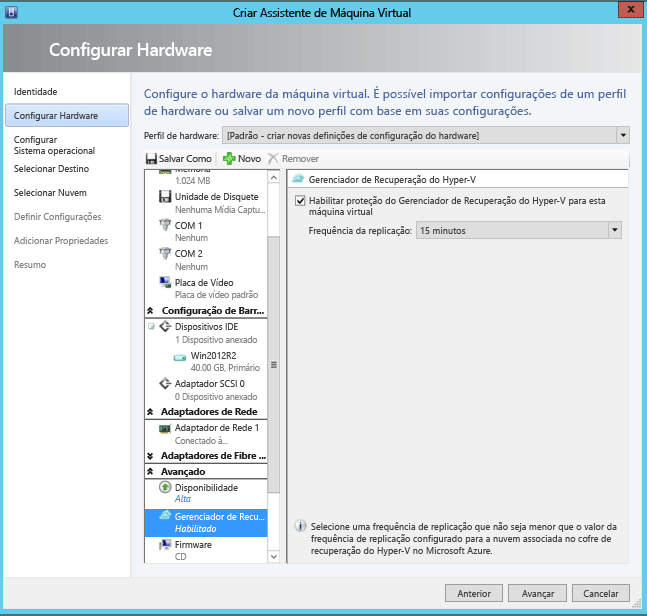 Criar Assistente de Máquina Virtual
Configurar Hardware
Identidade
Configurar Hardware
Configurar
Sistema operacional
Selecionar Destino
Selecionar Nuvem
Definir Configurações
Adicionar Propriedades
Resumo
Configure o hardware da máquina virtual. É possível importar configurações de um perfil
de hardware ou salvar um novo perfil com base em suas configurações.
Perfil de hardware: [Padrão - criar novas definições de configuração do hardware]
Salvar Como Novo Remover
Memória
1.024 MB
Unidade de Disquete
Nenhuma Mídia Captu...
COM 1
Nenhum
COM 2
Nenhum
Placa de Vídeo
Placa de vídeo padrão
Configuração de Barr...
Dispositivos IDE
1 Dispositivo anexado
Win2012R2
40.00 GB, Primário
Adaptador SCSI 0
0 Dispositivo anexado
Adaptadores de Rede
Adaptador de Rede 1
Conectado à...
Adaptadores de Fibre ...
Avançado
Disponibilidade
Alta
Gerenciador de Recu...
Habilitado
Firmware
CD
Gerenciador de Recuperação do Hyper-V
Habilitar proteção do Gerenciador de Recuperação do Hyper-V para esta
máquina virtual
Frequência da replicação: 15 minutos
Selecione uma frequência de replicação que não seja menor que o valor da
frequência de replicação configurado para a nuvem associada no cofre de
recuperação do Hyper-V no Microsoft Azure.
Anterior Avançar Cancelar